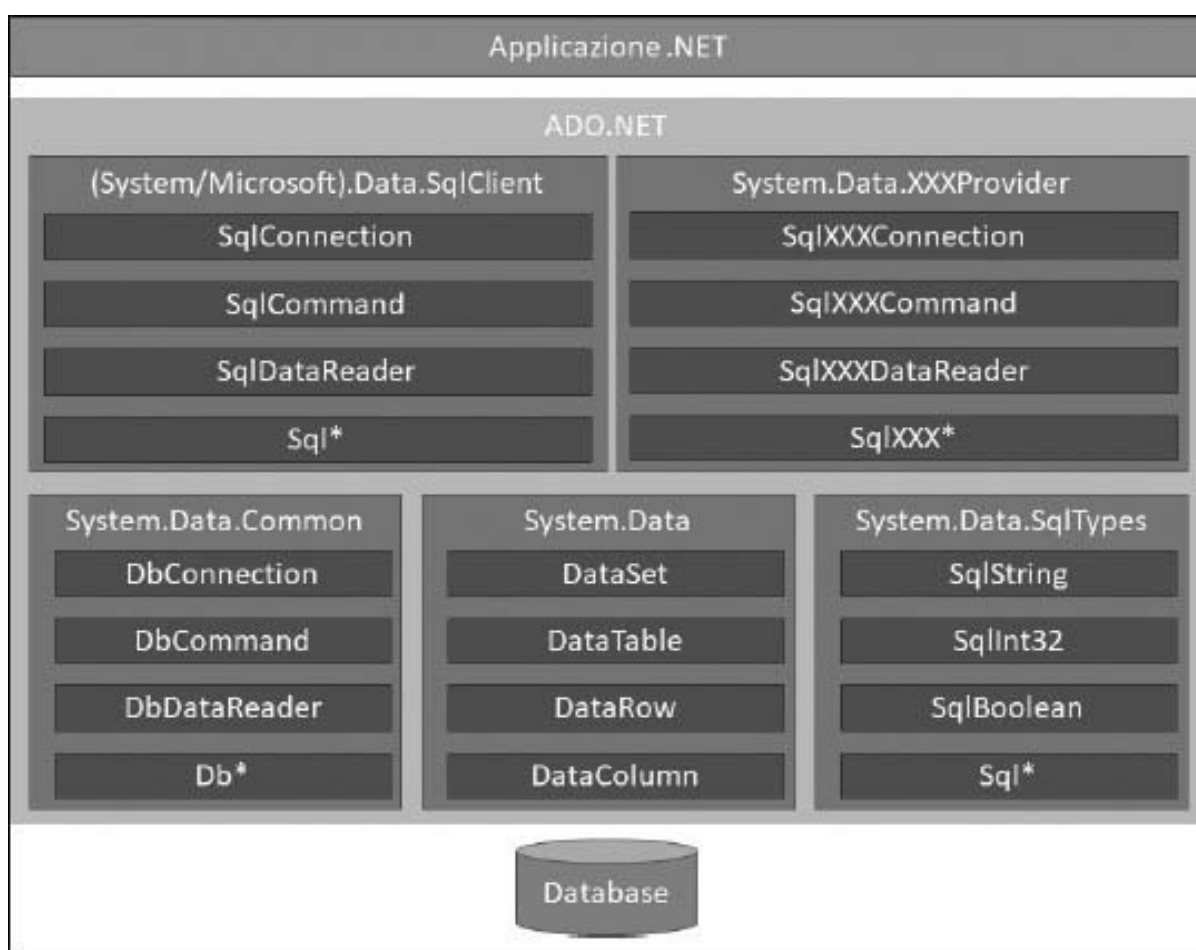 Applicazione .NET
ADO.NET
(System/Microsoft).Data.SqlClient
SqlConnection
SqlCommand
SqlDataReader
Sql*
System.Data.XXXProvider
SqlXXXConnection
SqlXXXCommand
SqlXXXDataReader
SqlXXX*
System.Data.Common
DbConnection
DbCommand
DbDataReader
Db*
System.Data
DataSet
DataTable
DataRow
DataColumn
System.Data.SqlTypes
SqlString
SqlInt32
SqlBoolean
Sql*
Database